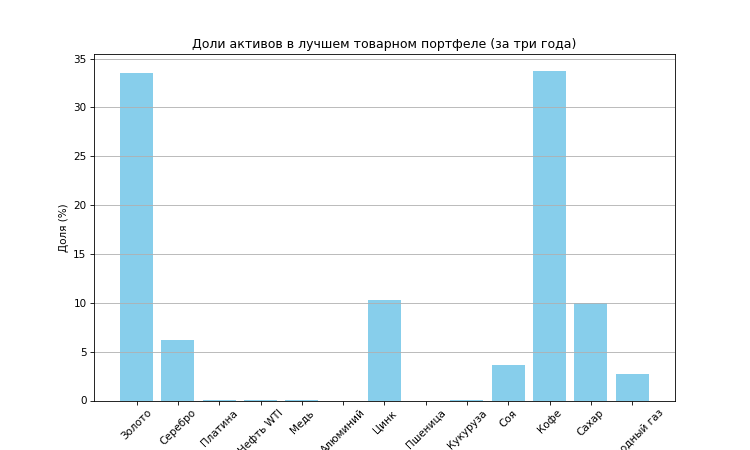 Доли активов в лучшем товарном портфеле (за три года)
Доля (%)
35
30
25
20
15
10
5
0
Золото
Серебро
Платина
Нефть WTI
Медь
Алюминий
Цинк
Пшеница
Кукуруза
Соя
Кофе
Сахар
газ